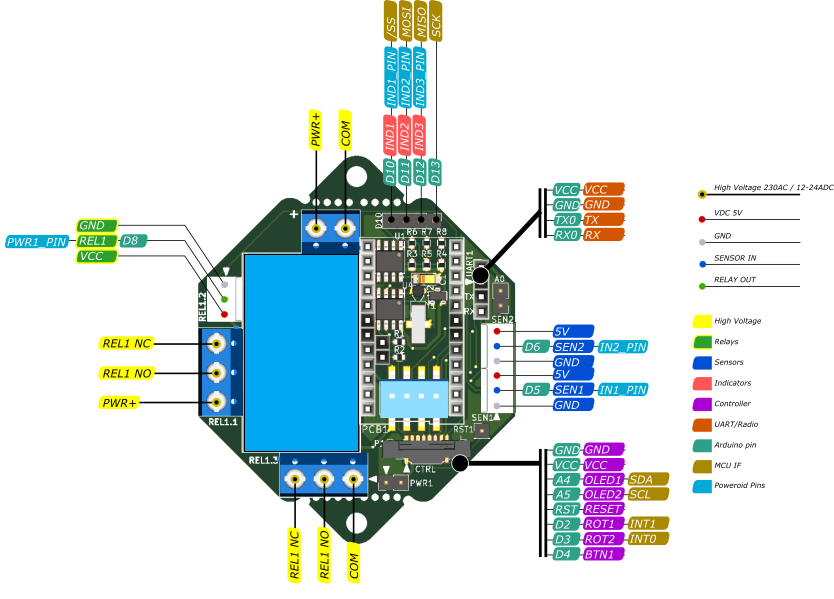 /SS MOSI MISO SCK
IND1_PIN IND2_PIN IND3_PIN
IND1 IND2 IND3
D10 D11 D12 D13
PWR+ COM
GND
PWR1_PIN REL1 D8
VCC
REL1 NC
REL1 NO
PWR+
+
D10
U1
R6 R7 R8
R3 R5 R4
UART1
TX
RX
A0
SEN2
REL1.2
R1
R2
REL1.1
PCB1
SEN1
RST1
REL1.3
CTRL
PWR1
REL1 NC REL1 NO COM
VCC VCC
GND GND
TX0 TX
RX0 RX
5V
D6 SEN2 IN2_PIN
GND
5V
D5 SEN1 IN1_PIN
GND
GND GND
VCC VCC
A4 OLED1 SDA
A5 OLED2 SCL
RST RESET
D2 ROT1 INT1
D3 ROT2 INT0
D4 BTN1
High Voltage 230AC / 12-24ADC
VDC 5V
GND
SENSOR IN
RELAY OUT
High Voltage
Relays
Sensors
Indicators
Controller
UART/Radio
Arduino pin
MCU IF
Poweroid Pins